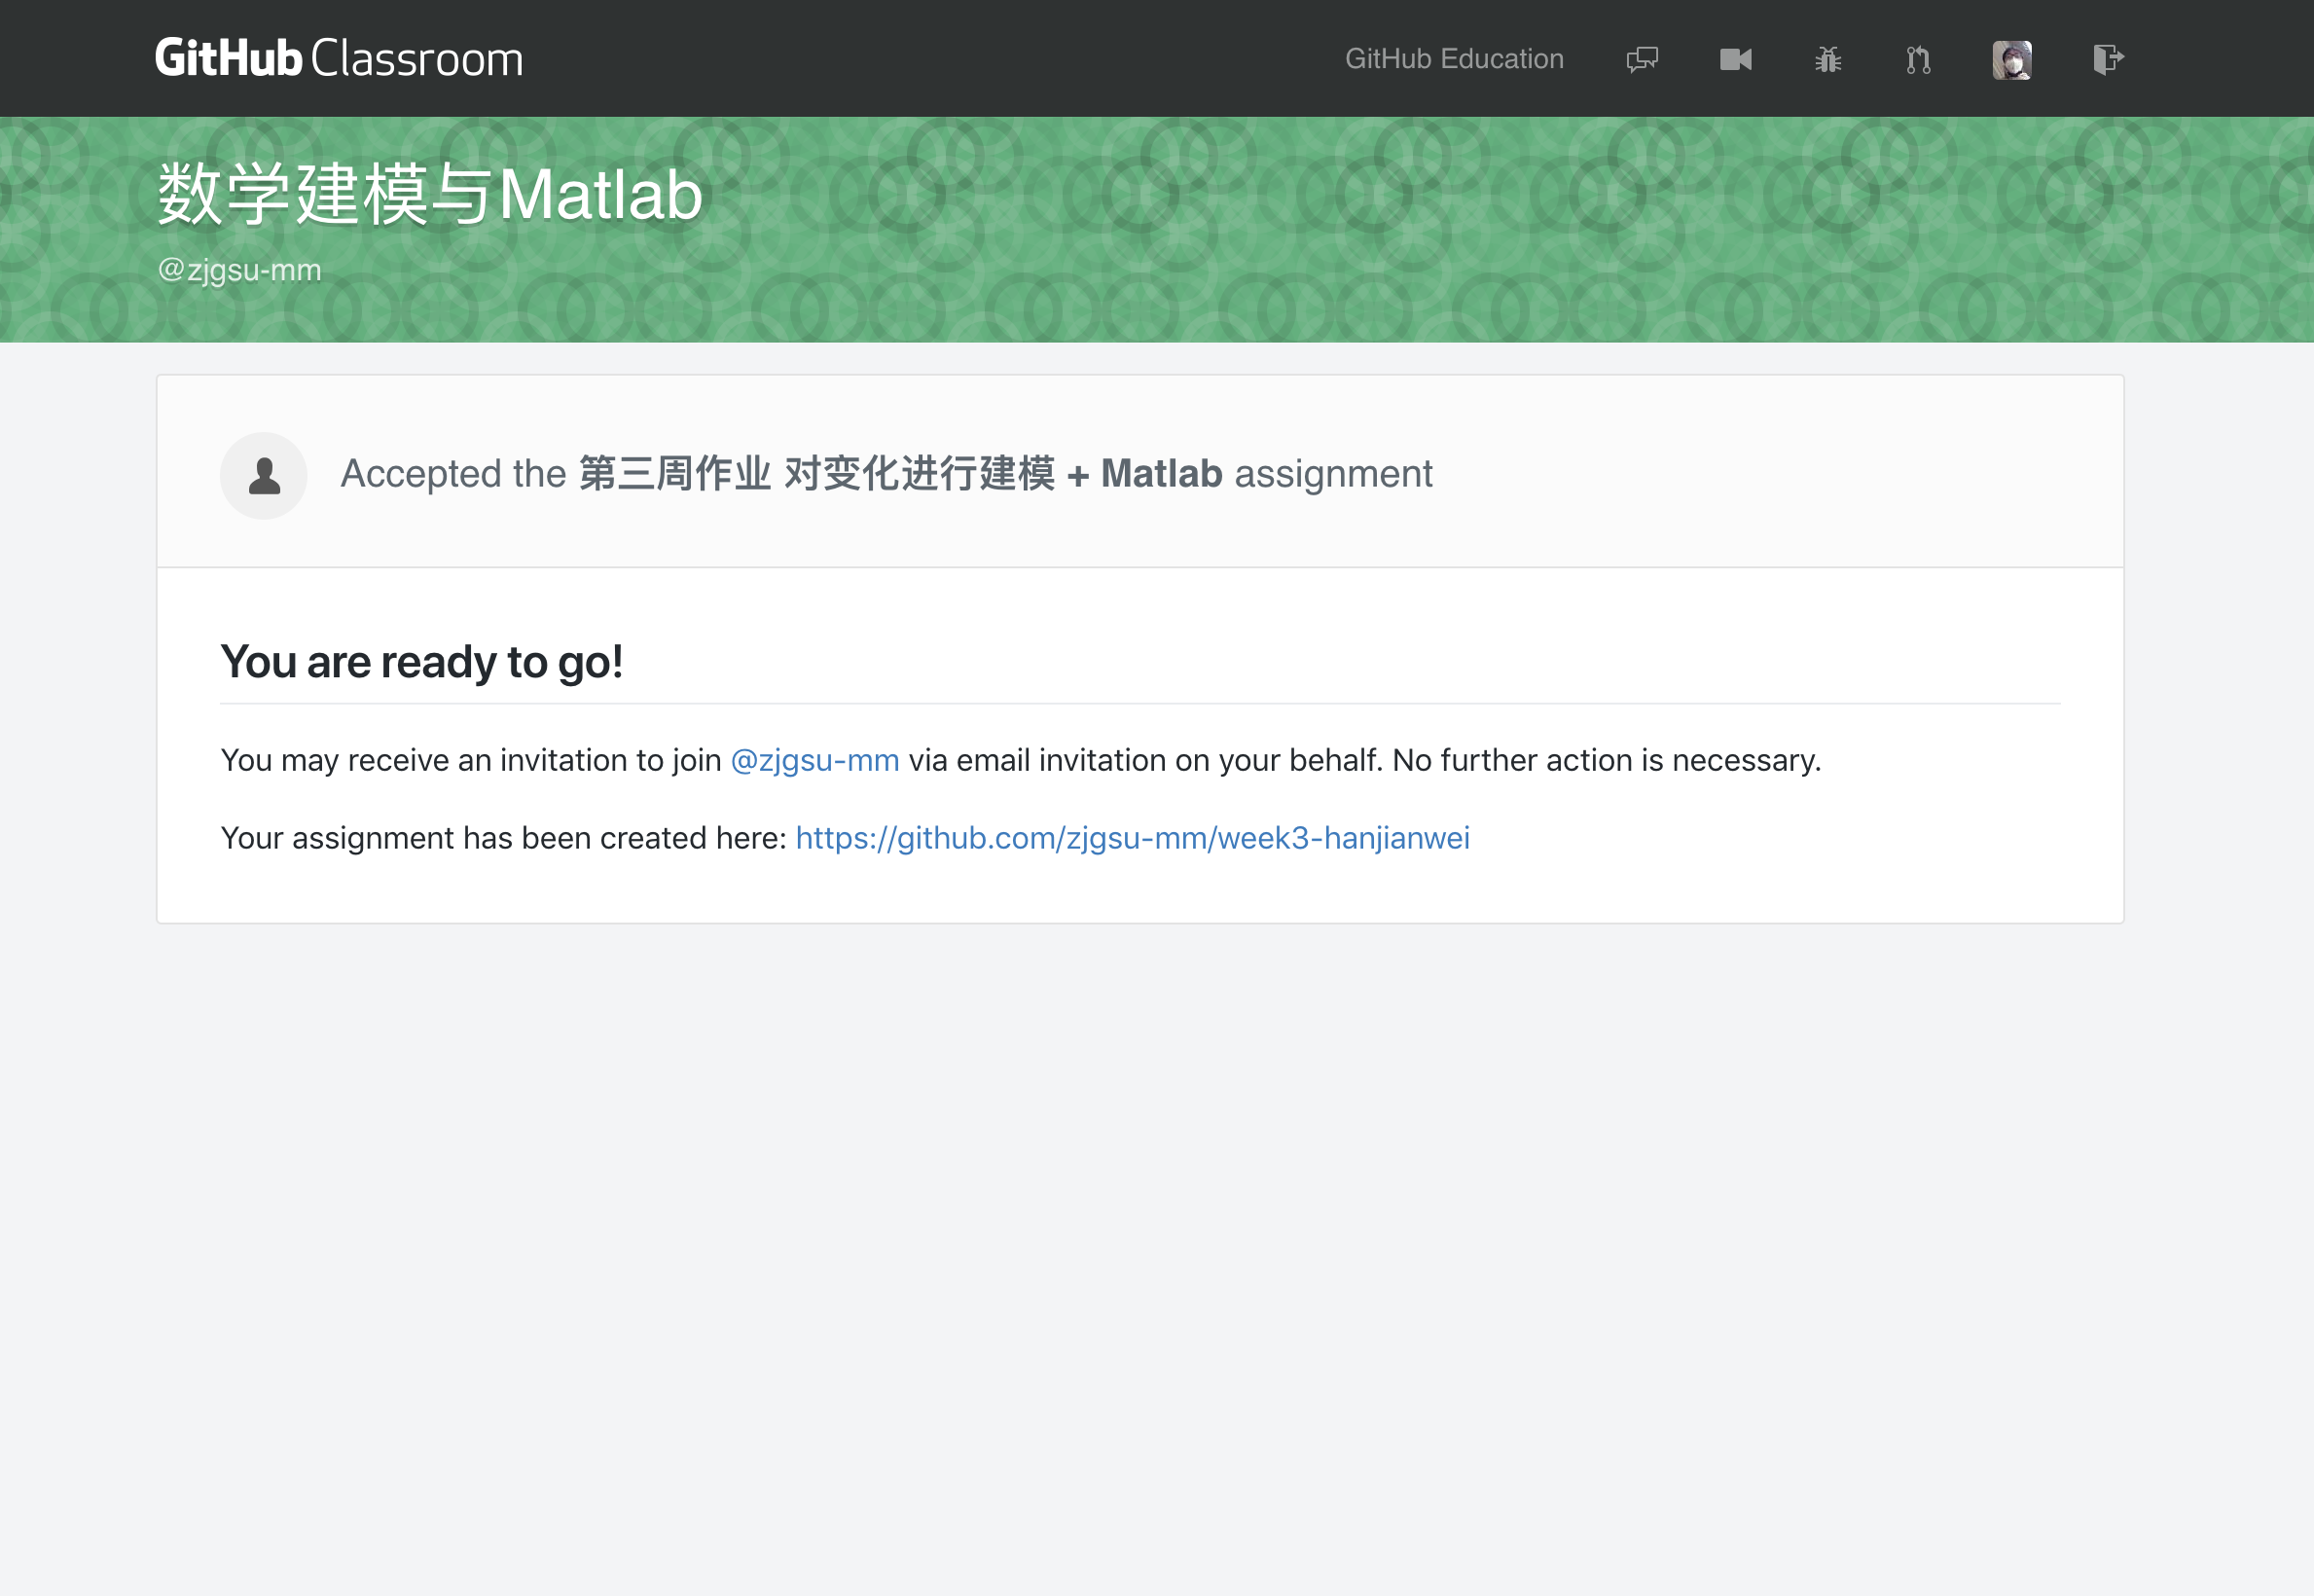 GitHub Classroom
GitHub Education
数学建模与Matlab
@zjgsu-mm
Accepted the 第三周作业 对变化进行建模 + Matlab assignment
You are ready to go!
You may receive an invitation to join @zjgsu-mm via email invitation on your behalf. No further action is necessary.
Your assignment has been created here: https://github.com/zjgsu-mm/week3-hanjianwei